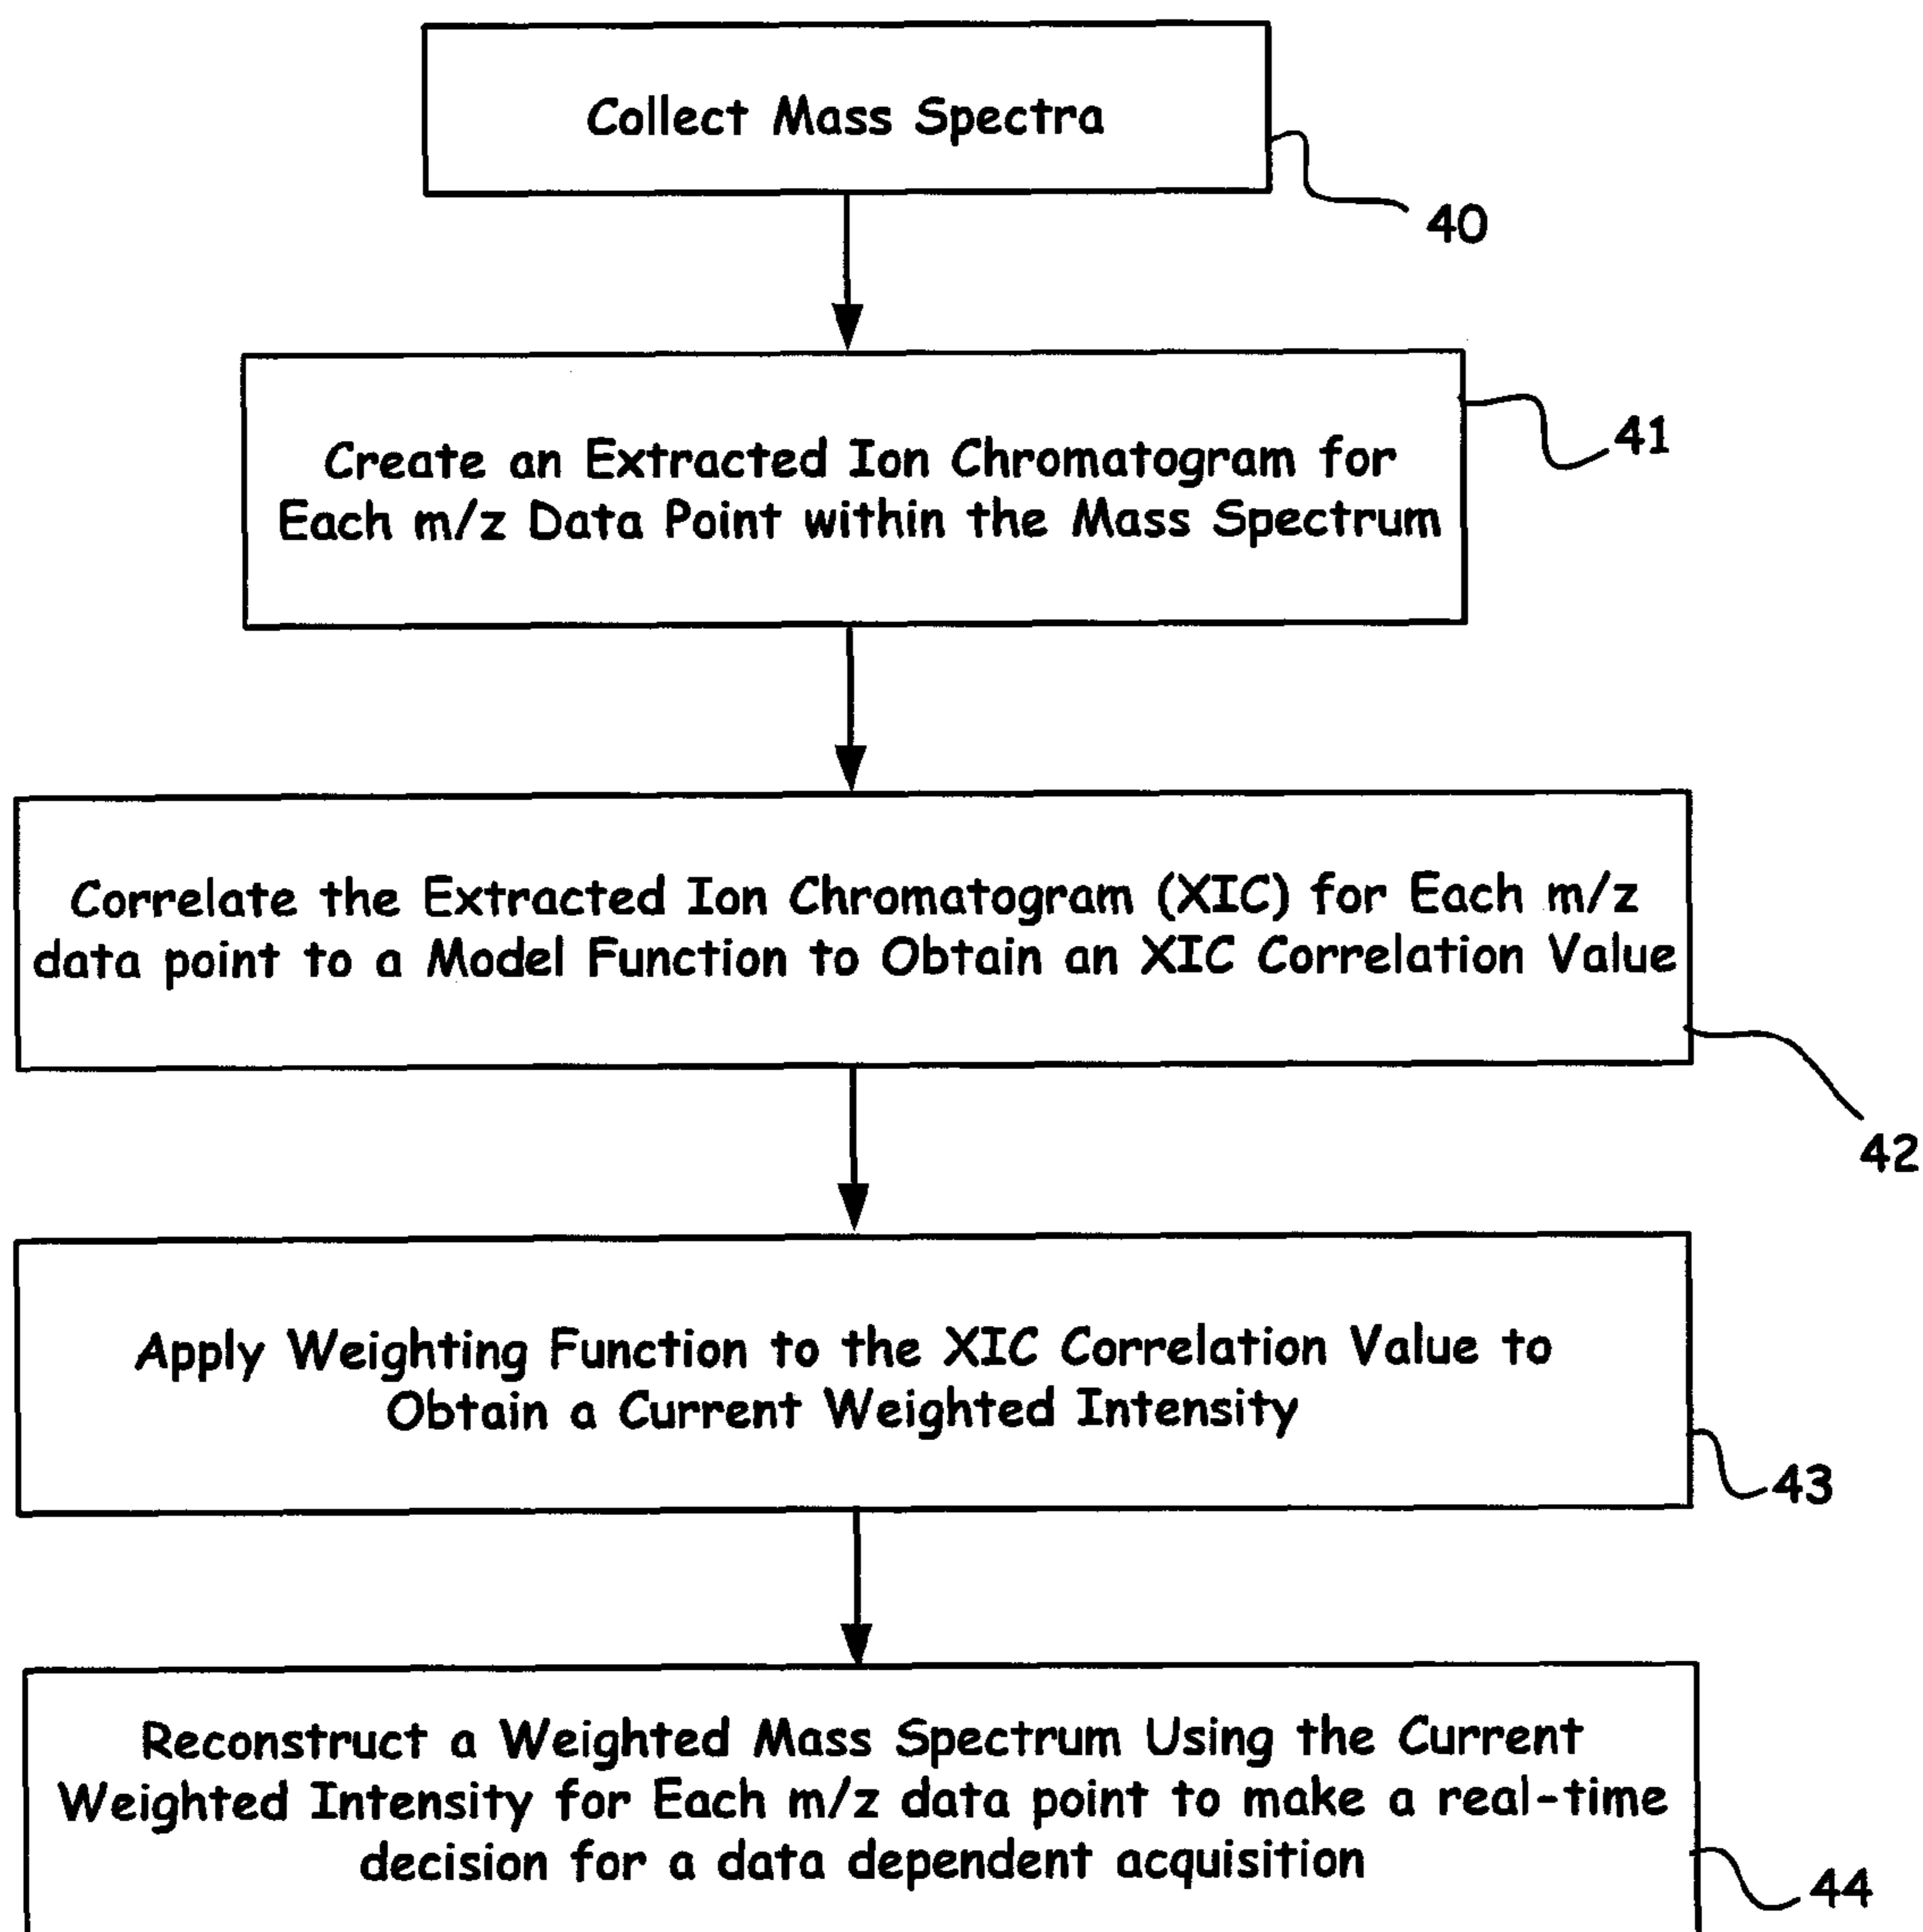 Collect Mass Spectra
40
Create an Extracted Ion Chromatogram for
Each m/z Data Point within the Mass Spectrum
41
Correlate the Extracted Ion Chromatogram (XIC) for Each m/z
data point to a Model Function to Obtain an XIC Correlation Value
42
Apply Weighting Function to the XIC Correlation Value to
Obtain a Current Weighted Intensity
43
Reconstruct a Weighted Mass Spectrum Using the Current
Weighted Intensity for Each m/z data point to make a real-time
decision for a data dependent acquisition
44